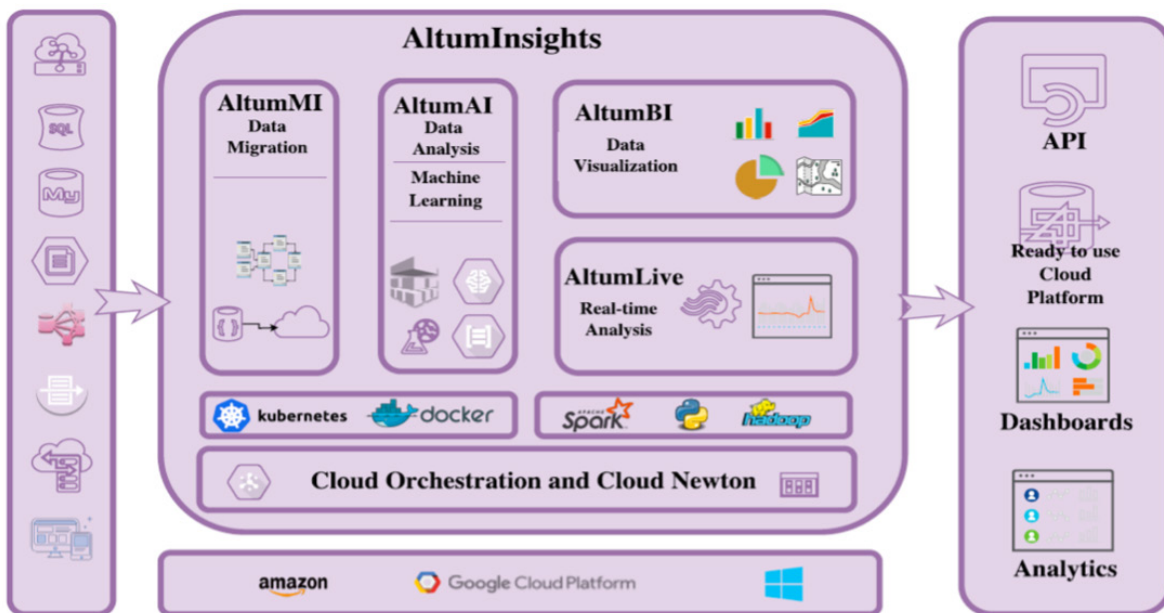 SQL
My
AltumInsights
AltumMI
Data
Migration
AltumAI
Data
Analysis
Machine
Learning
AltumBI
Data
Visualization
AltumLive
Real-time
Analysis
kubernetes
docker
APACHE
Spark
hadoop
Cloud Orchestration and Cloud Newton
amazon
Google Cloud Platform
API
Ready to use
Cloud
Platform
Dashboards
Analytics